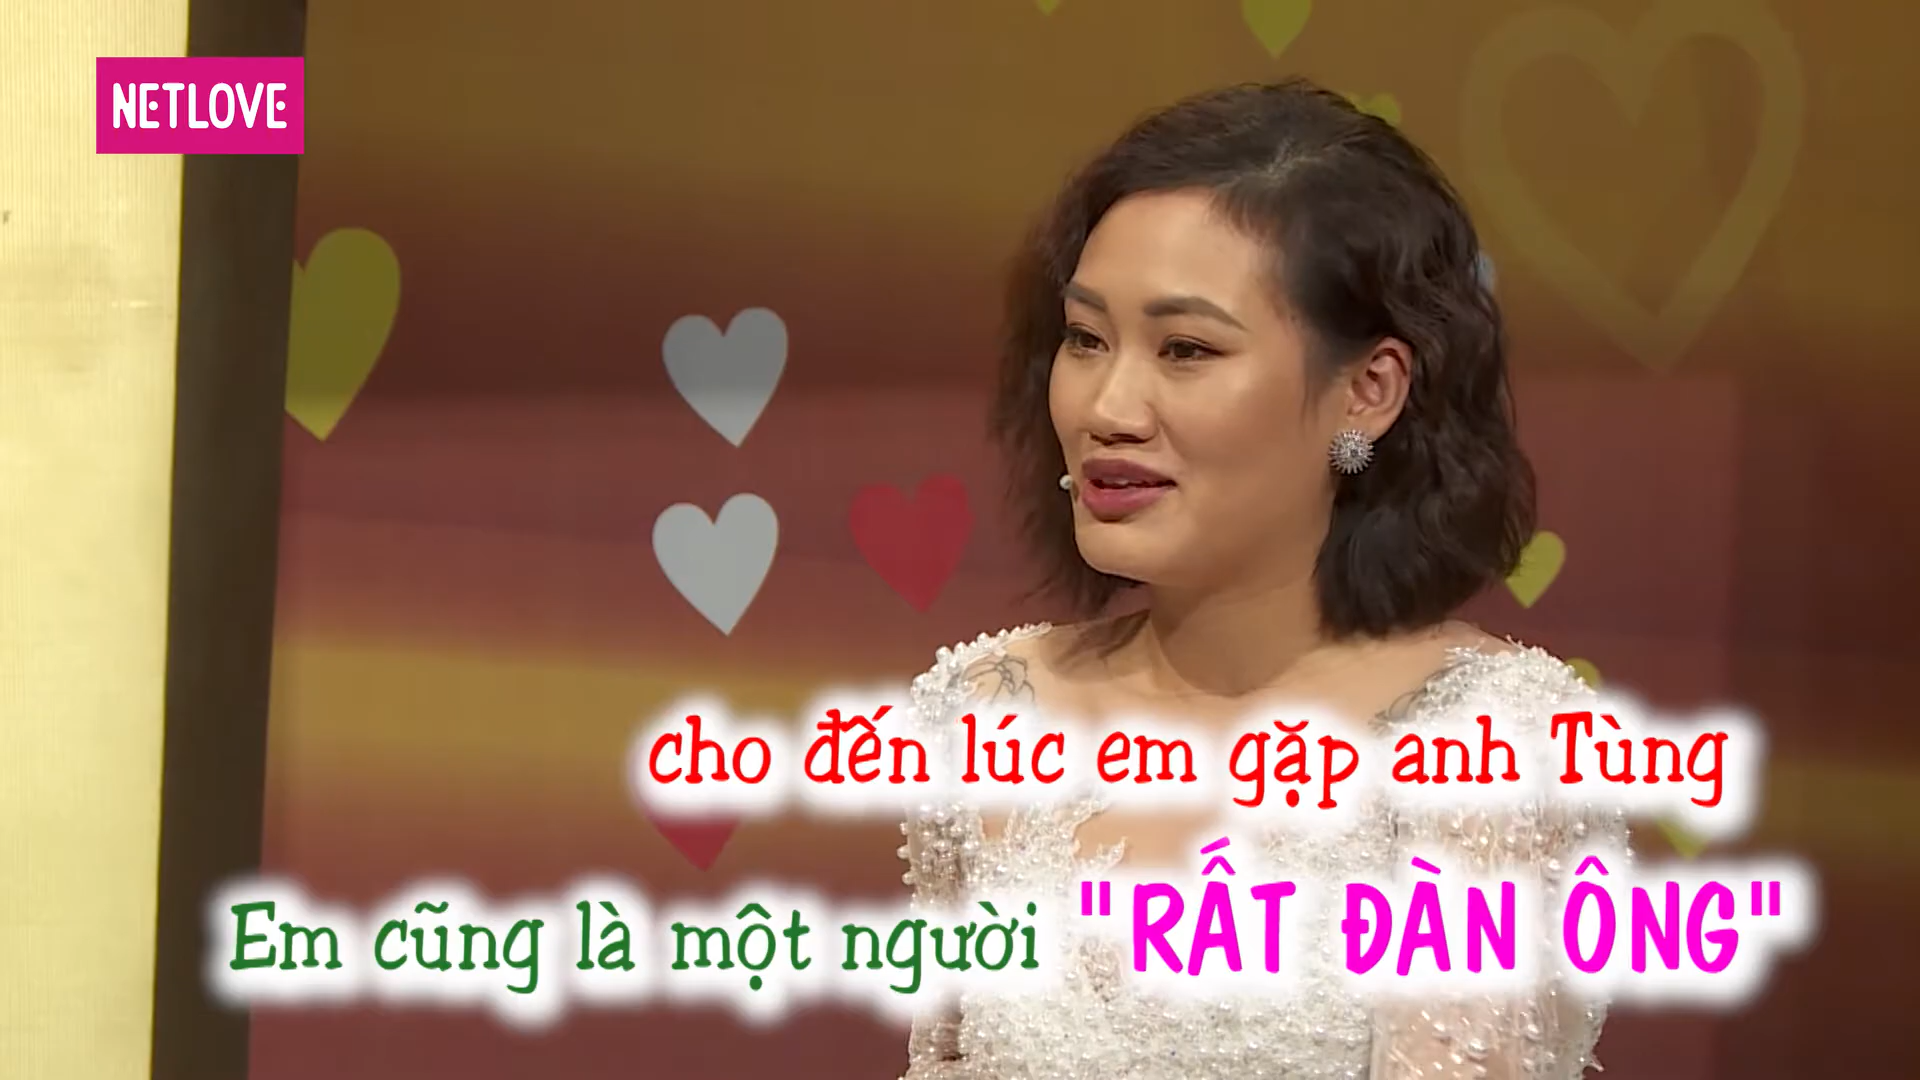 NETLOVE
cho đến lúc em gặp anh Tùng
Em cũng là một người "RẤT ĐÀN ÔNG"